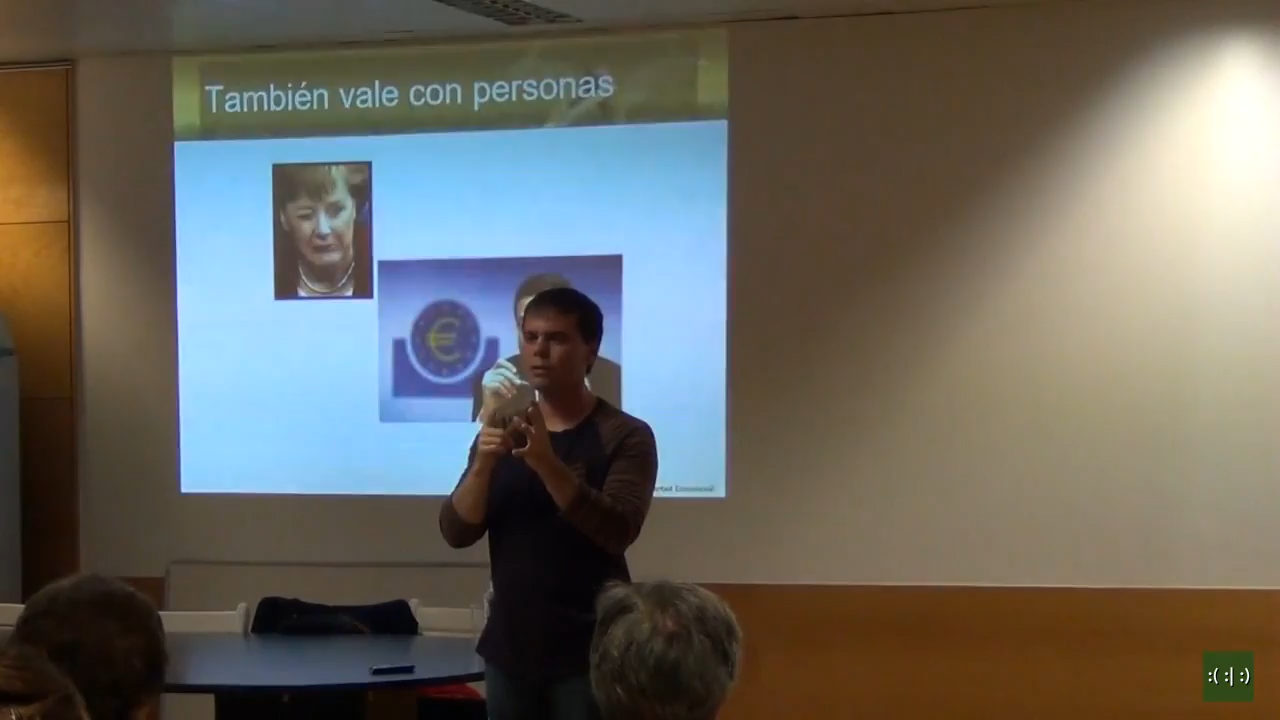 También vale con personas
€
:( :| :)